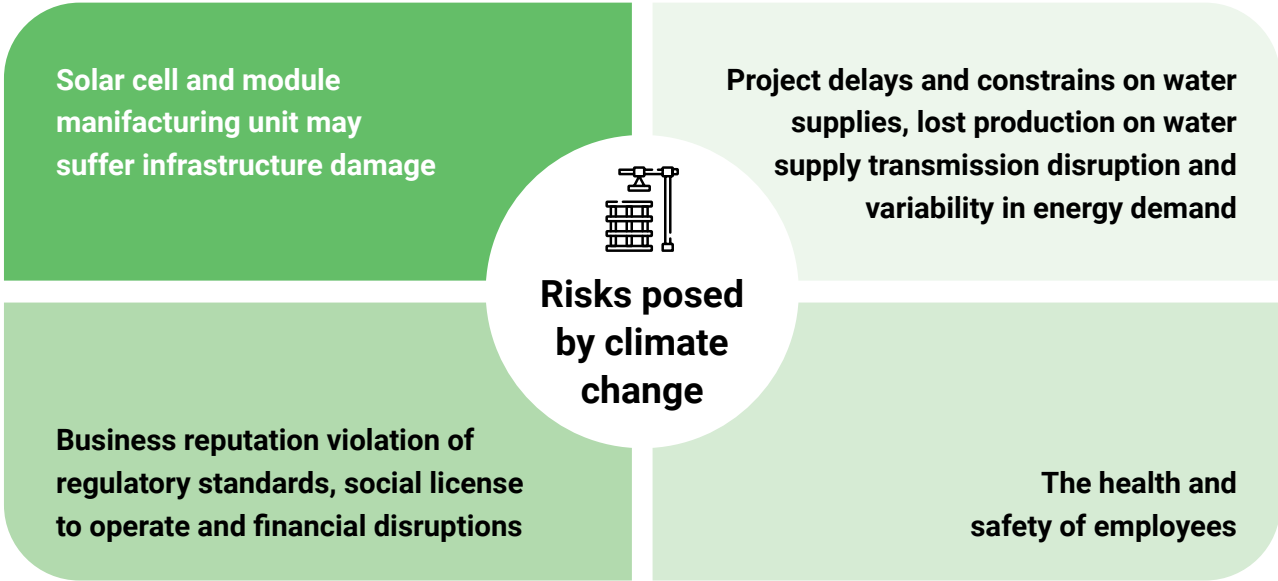 Solar cell and module
manifacturing unit may
suffer infrastructure damage
Project delays and constrains on water
supplies, lost production on water
supply transmission disruption and
variability in energy demand
Risks posed
by climate
change
Business reputation violation of
regulatory standards, social license
to operate and financial disruptions
The health and
safety of employees